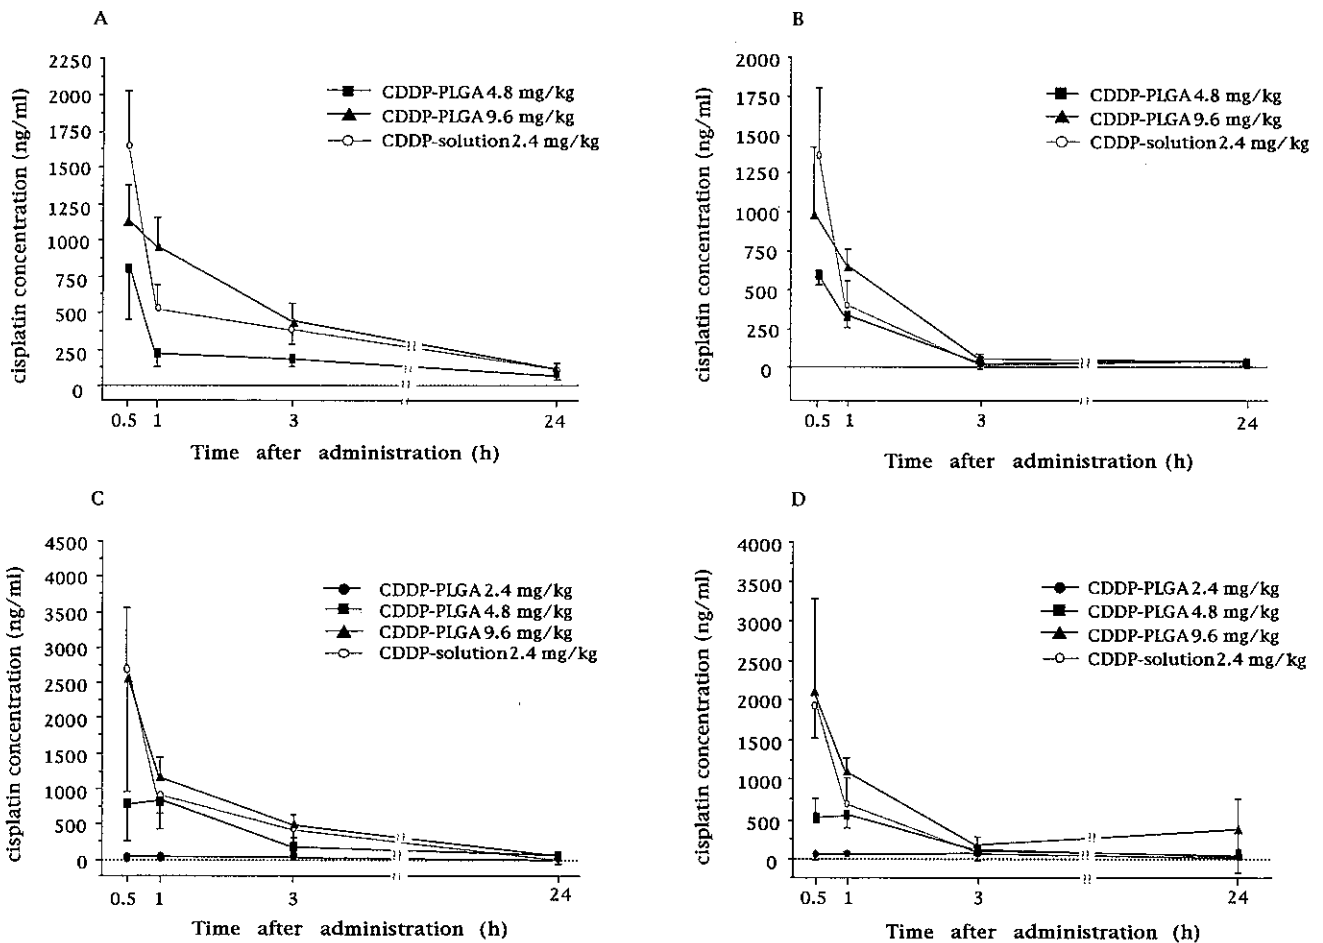 A
cisplatin concentration (ng/ml)
2250
2000
1750
1500
1250
1000
750
500
250
0
CDDP-PLGA 4.8 mg/kg
CDDP-PLGA 9.6 mg/kg
CDDP-solution 2.4 mg/kg
0.5 1 3 24
Time after administration (h)
B
cisplatin concentration (ng/ml)
2000
1750
1500
1250
1000
750
500
250
0
CDDP-PLGA 4.8 mg/kg
CDDP-PLGA 9.6 mg/kg
CDDP-solution 2.4 mg/kg
0.5 1 3 24
Time after administration (h)
C
cisplatin concentration (ng/ml)
4500
4000
3500
3000
2500
2000
1500
1000
500
0
CDDP-PLGA 2.4 mg/kg
CDDP-PLGA 4.8 mg/kg
CDDP-PLGA 9.6 mg/kg
CDDP-solution 2.4 mg/kg
0.5 1 3 24
Time after administration (h)
D
cisplatin concentration (ng/ml)
4000
3500
3000
2500
2000
1500
1000
500
0
CDDP-PLGA 2.4 mg/kg
CDDP-PLGA 4.8 mg/kg
CDDP-PLGA 9.6 mg/kg
CDDP-solution 2.4 mg/kg
0.5 1 3 24
Time after administration (h)